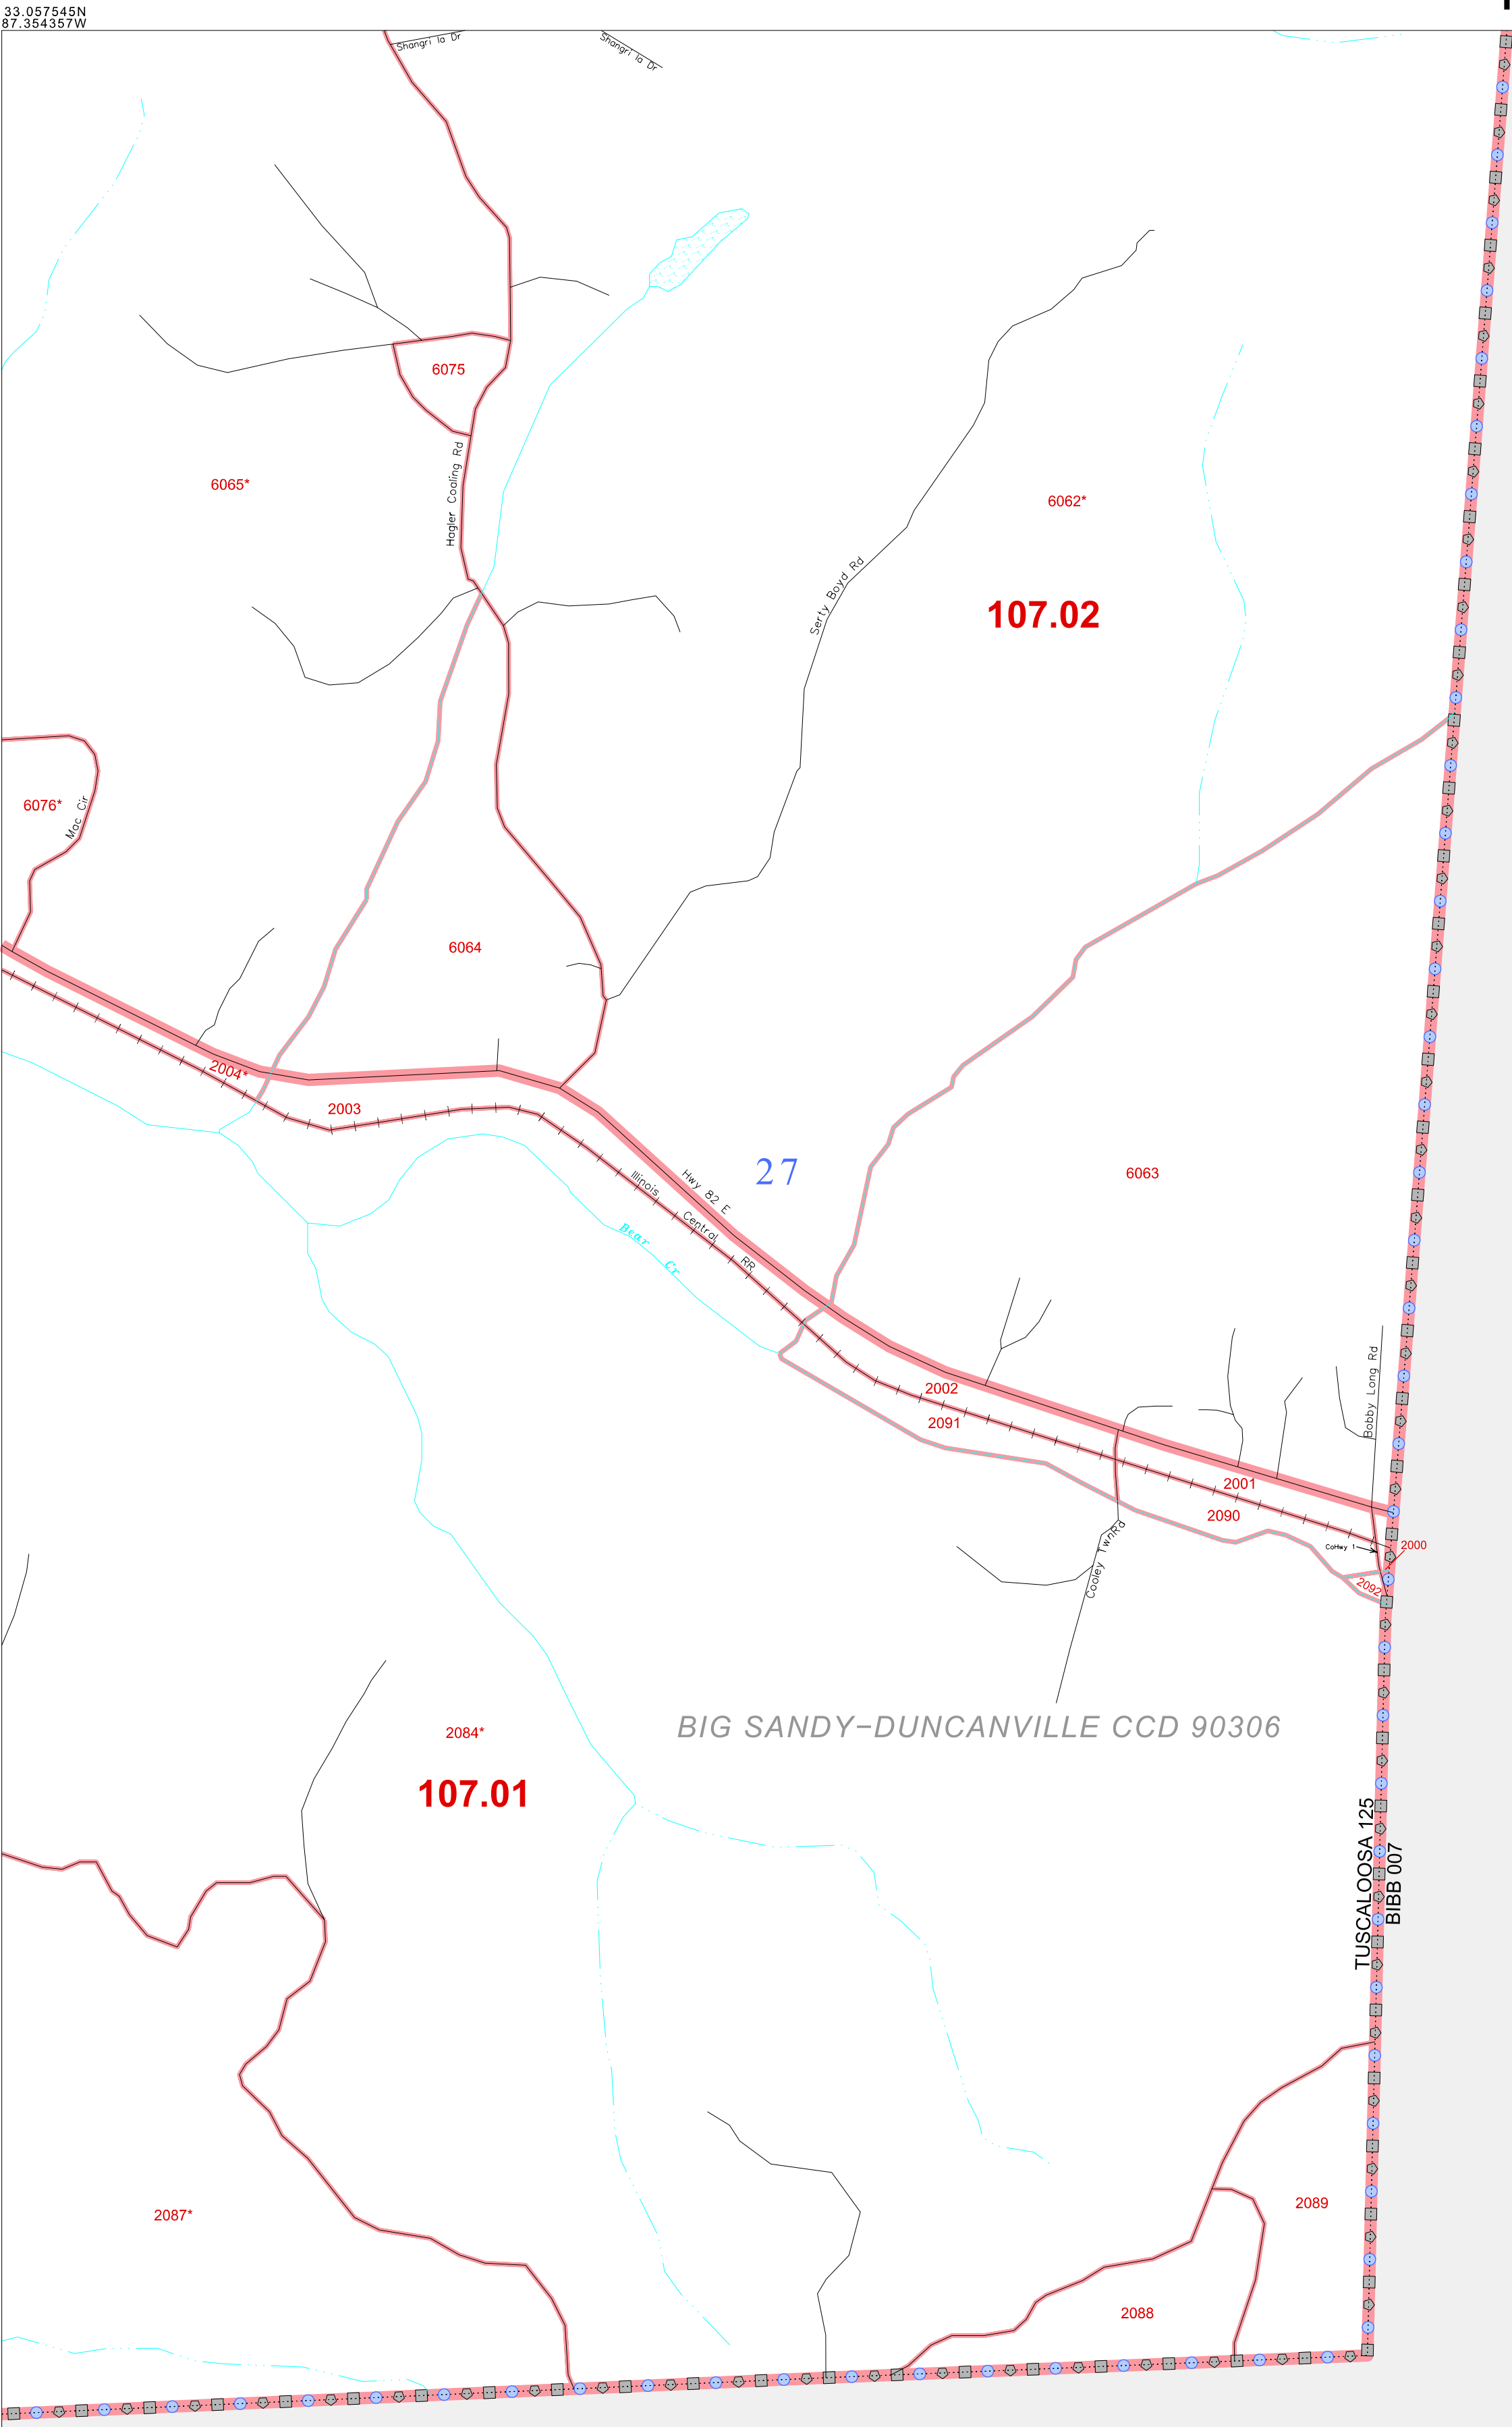 33.057545N
87.354357W
Shangri la Dr
Shangri la Dr
6075
Hagler Coaling Rd
6065*
6062*
Serty Boyd Rd
107.02
6076*
Mac Cir
6064
2004*
2003
27
Hwy 82 E
Illinois Central RR
Bear Cr
6063
2002
2091
Bobby Long Rd
2001
2090
Cooley TwnRd
CoHwy 1
2000
2092
2084*
BIG SANDY-DUNCANVILLE CCD 90306
107.01
TUSCALOOSA 125
BIBB 007
2087*
2089
2088